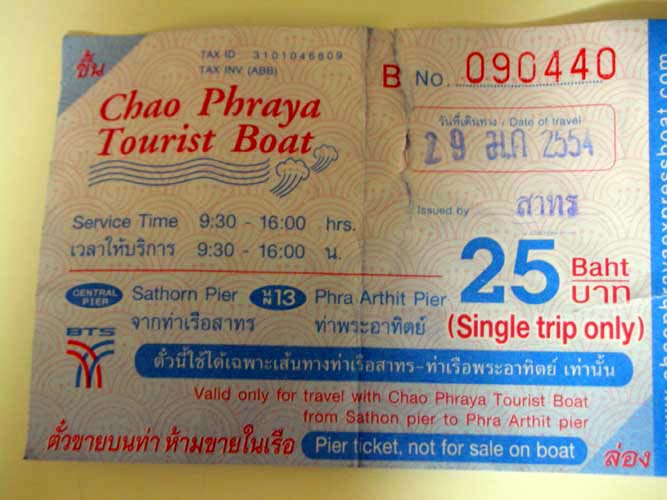 ขึ้น
TAX ID 3101046809
TAX INV (ABB)
B No. 090440
Chao Phraya
Tourist Boat
วันที่เดินทาง / Date of travel
29 ม.ค 2554
Issued by สาทร
Service Time 9:30 - 16:00 hrs.
เวลาให้บริการ 9:30 - 16:00 น.
25 Baht
บาท
(Single trip only)
CENTRAL PIER Sathorn Pier น N13 Phra Arthit Pier
จากท่าเรือสาทร ท่าพระอาทิตย์
BTS
ตั๋วนี้ใช้ได้เฉพาะเส้นทางท่าเรือสาทร-ท่าเรือพระอาทิตย์ เท่านั้น
Valid only for travel with Chao Phraya Tourist Boat
from Sathon pier to Phra Arthit pier
ตั๋วขายบนท่า ห้ามขายในเรือ Pier ticket, not for sale on boat
ล่อง